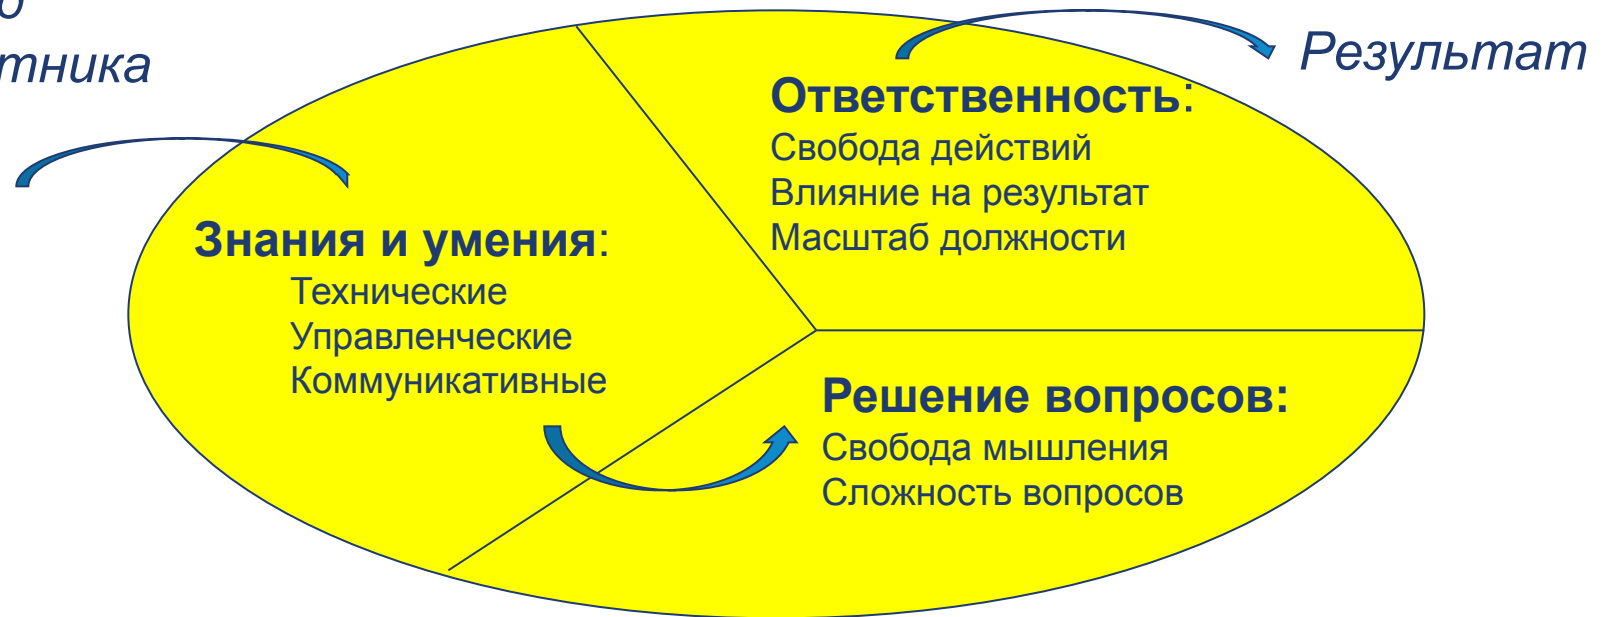 тника
Знания и умения:
Технические
Управленческие
Коммуникативные
Ответственность:
Свобода действий
Влияние на результат
Масштаб должности
Решение вопросов:
Свобода мышления
Сложность вопросов
Результат